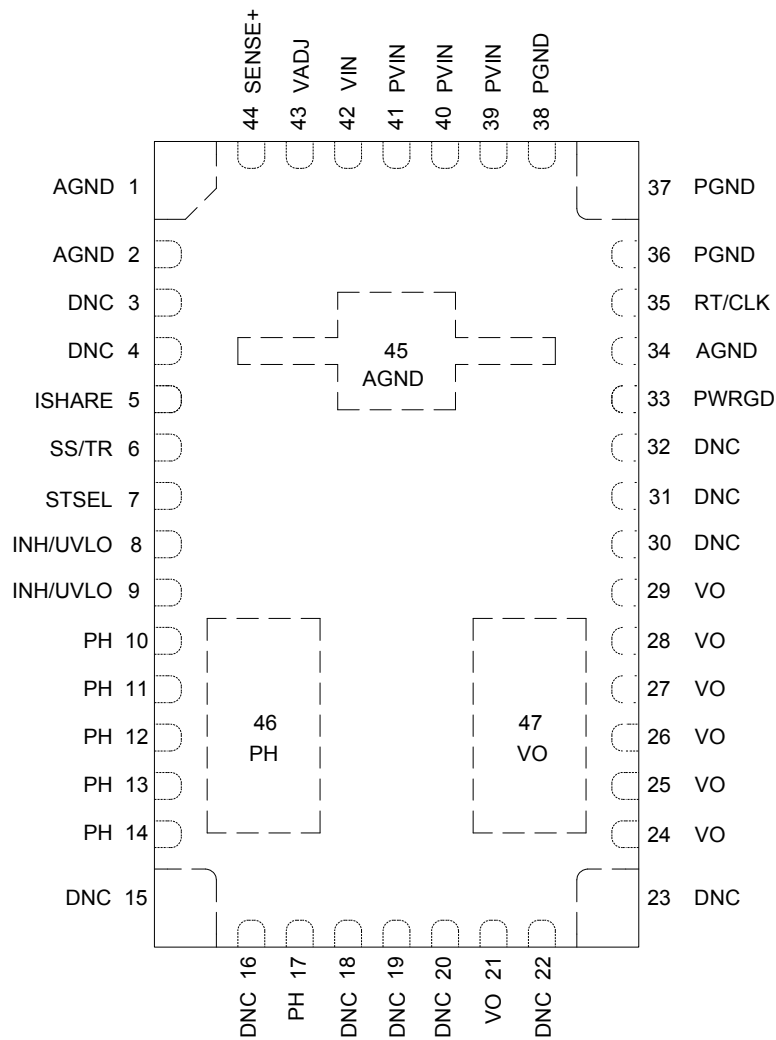 44 SENSE+
43 VADJ
42 VIN
41 PVIN
40 PVIN
39 PVIN
38 PGND
AGND 1
AGND 2
DNC 3
DNC 4
ISHARE 5
SS/TR 6
STSEL 7
INH/UVLO 8
INH/UVLO 9
PH 10
PH 11
PH 12
PH 13
PH 14
DNC 15
45
AGND
46
PH
47
VO
37 PGND
36 PGND
35 RT/CLK
34 AGND
33 PWRGD
32 DNC
31 DNC
30 DNC
29 VO
28 VO
27 VO
26 VO
25 VO
24 VO
23 DNC
DNC 16
PH 17
DNC 18
DNC 19
DNC 20
VO 21
DNC 22